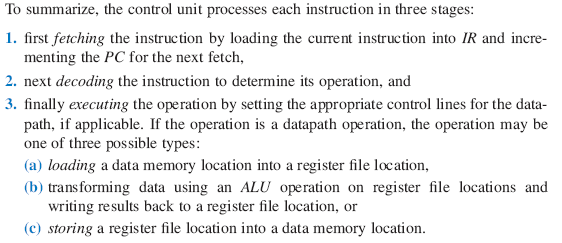 To summarize, the control unit processes each instruction in three stages:
1. first fetching the instruction by loading the current instruction into IR and incre-
menting the PC for the next fetch,
2. next decoding the instruction to determine its operation, and
3. finally executing the operation by setting the appropriate control lines for the data-
path, if applicable. If the operation is a datapath operation, the operation may be
one of three possible types:
(a) loading a data memory location into a register file location,
(b) transforming data using an ALU operation on register file locations and
writing results back to a register file location, or
(c) storing a register file location into a data memory location.